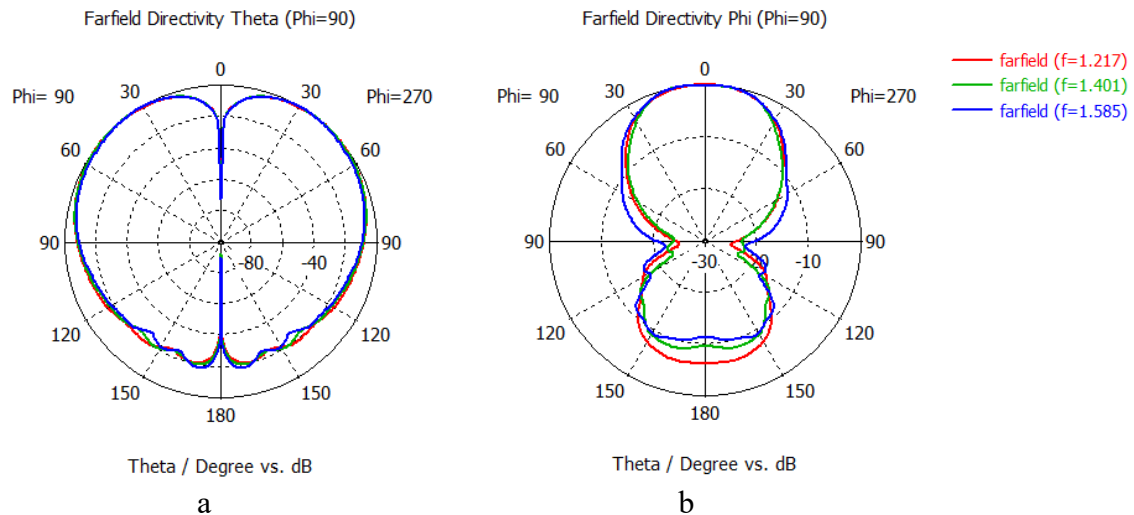 Farfield Directivity Theta (Phi=90)
Farfield Directivity Phi (Phi=90)
farfield (f=1.217)
farfield (f=1.401)
farfield (f=1.585)
Phi= 90
30
0
30
Phi=270
60
60
90
-80
-40
90
120
120
150
150
180
Theta / Degree vs. dB
a
Phi= 90
30
0
30
Phi=270
60
60
90
-30
-20
-10
90
120
120
150
150
180
Theta / Degree vs. dB
b